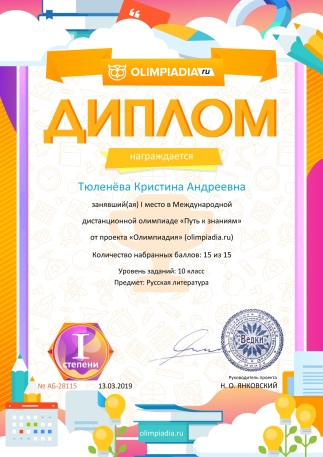 OLIMPIADIA.ru
ДИПЛОМ
награждается
Тюленёва Кристина Андреевна
занявший(ая) I место в Международной
дистанционной олимпиаде «Путь к знаниям»
от проекта «Олимпиадия» (olimpiadia.ru)
Количество набранных баллов: 15 из 15
Уровень заданий: 10 класс
Предмет: Русская литература
I
степени
"Ведки"
Руководитель проекта
№ АБ-28115 13.03.2019 Н. О. ЯНКОВСКИЙ
olimpiadia.ru